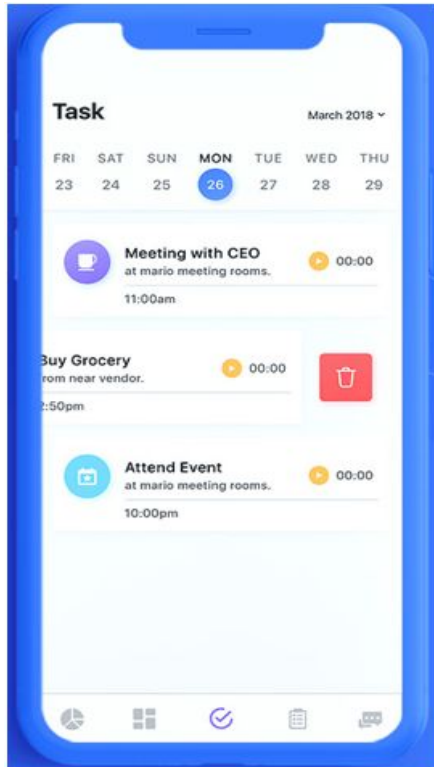 Task
March 2018
FRI SAT SUN MON TUE WED THU
23 24 25 26 27 28 29
Meeting with CEO
at mario meeting rooms.
00:00
11:00am
Buy Grocery
from near vendor.
00:00
2:50pm
Attend Event
at mario meeting rooms.
00:00
10:00pm